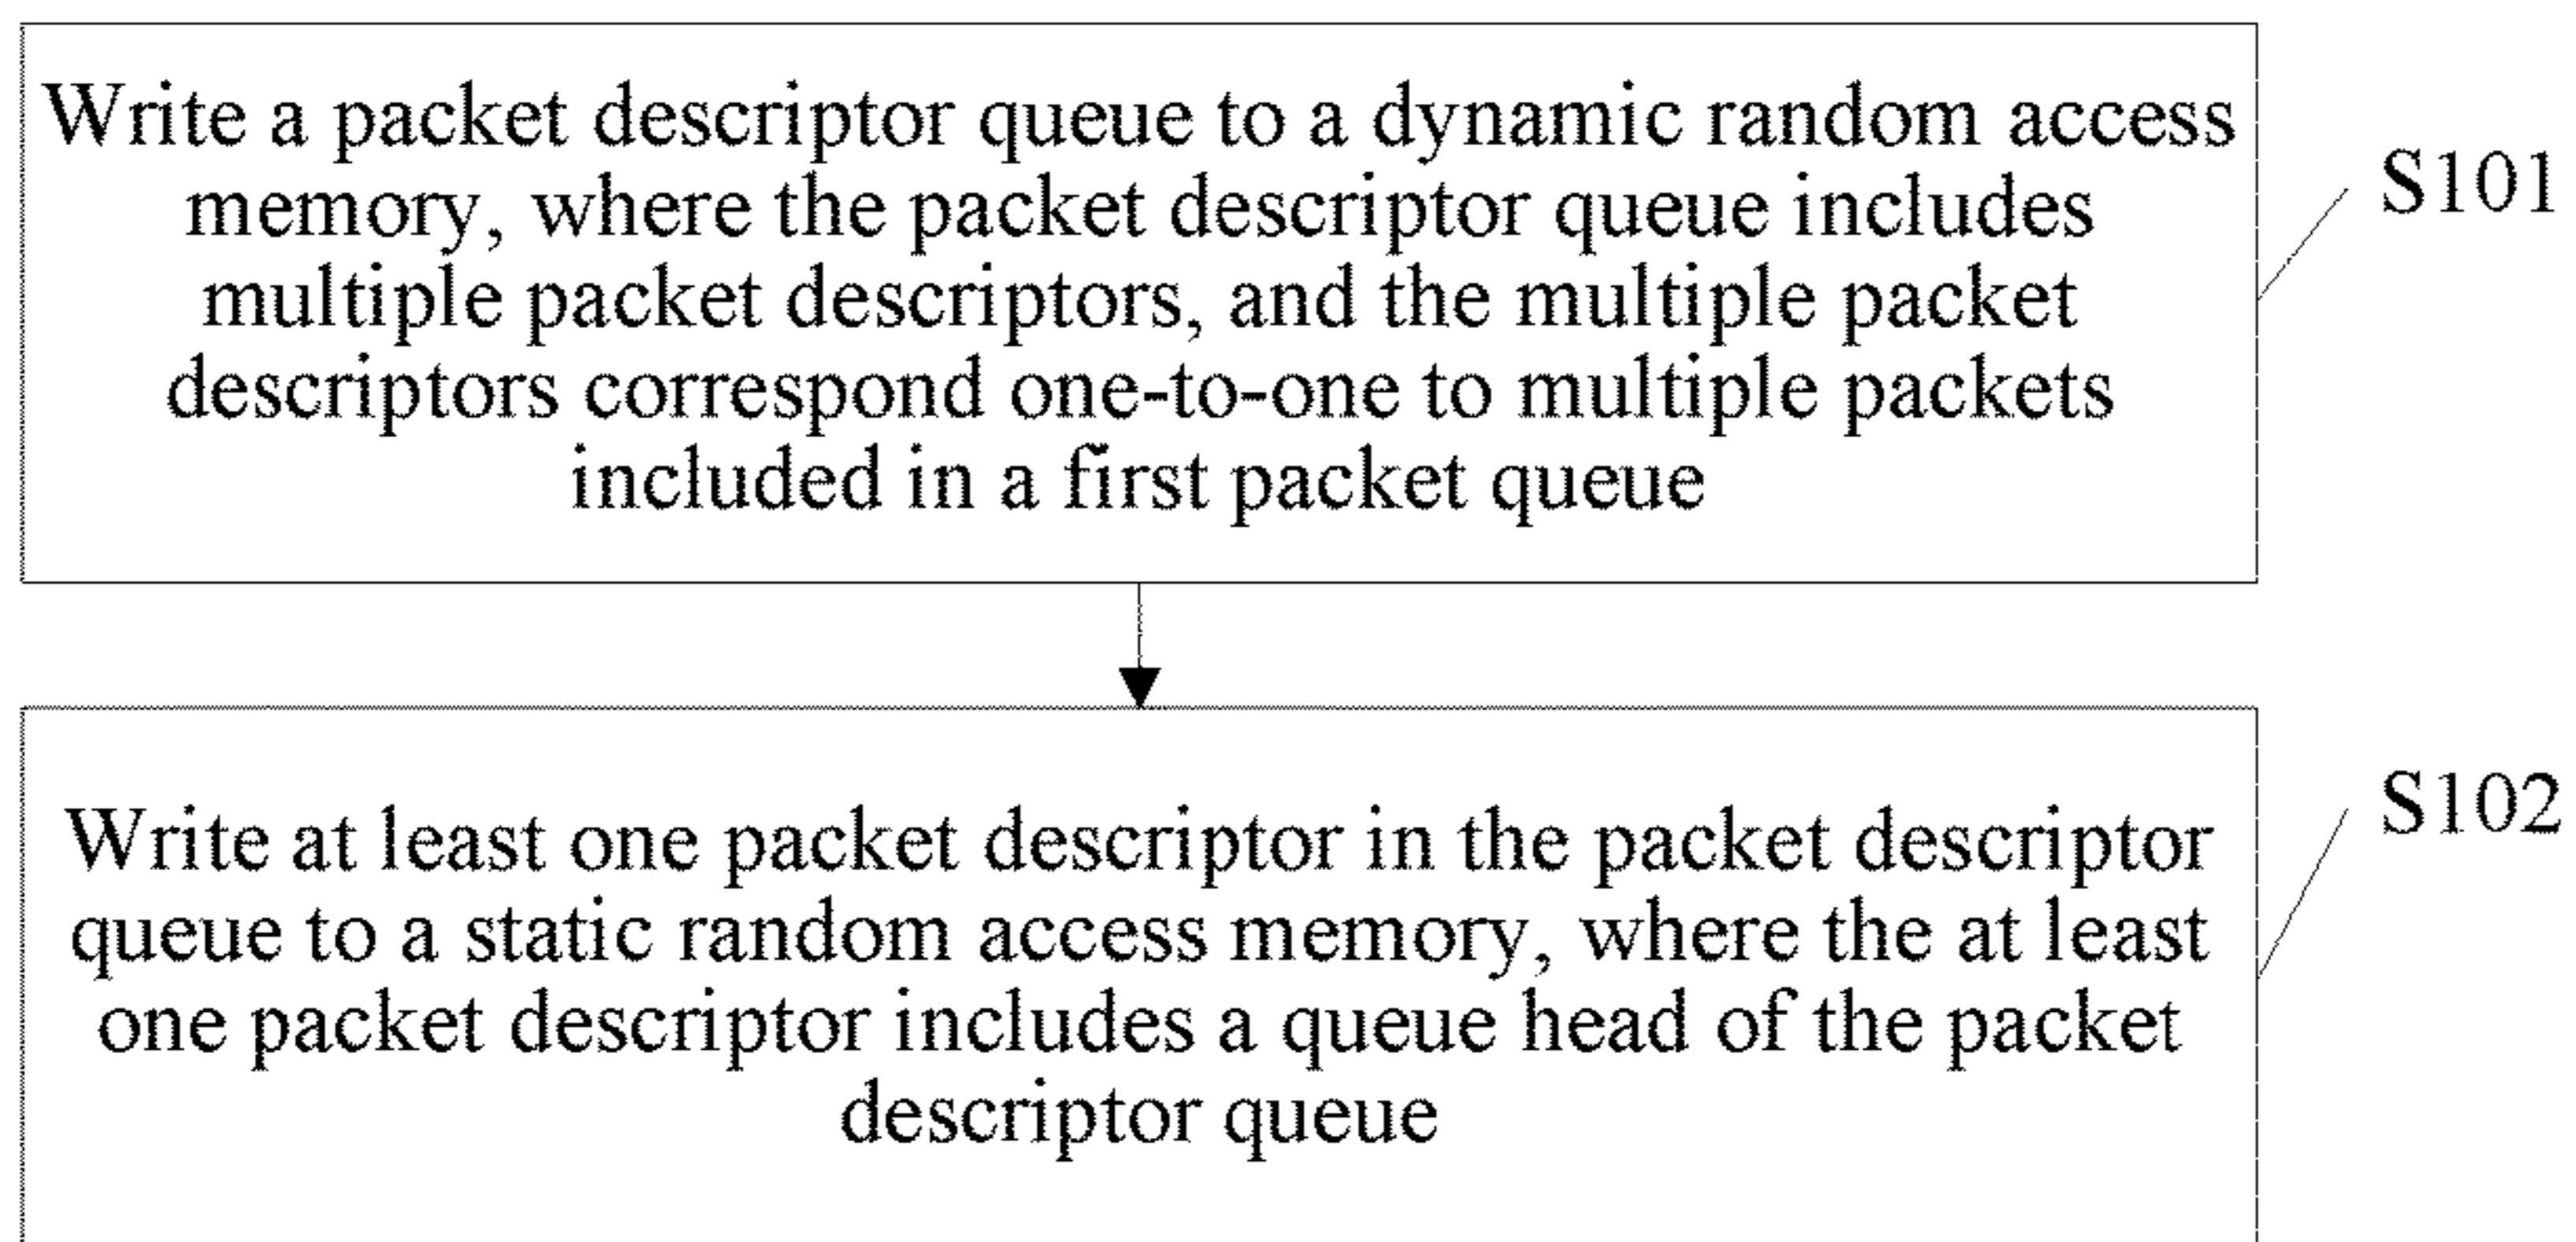 Write a packet descriptor queue to a dynamic random access
memory, where the packet descriptor queue includes
multiple packet descriptors, and the multiple packet
descriptors correspond one-to-one to multiple packets
included in a first packet queue
S101
Write at least one packet descriptor in the packet descriptor
queue to a static random access memory, where the at least
one packet descriptor includes a queue head of the packet
descriptor queue
S102